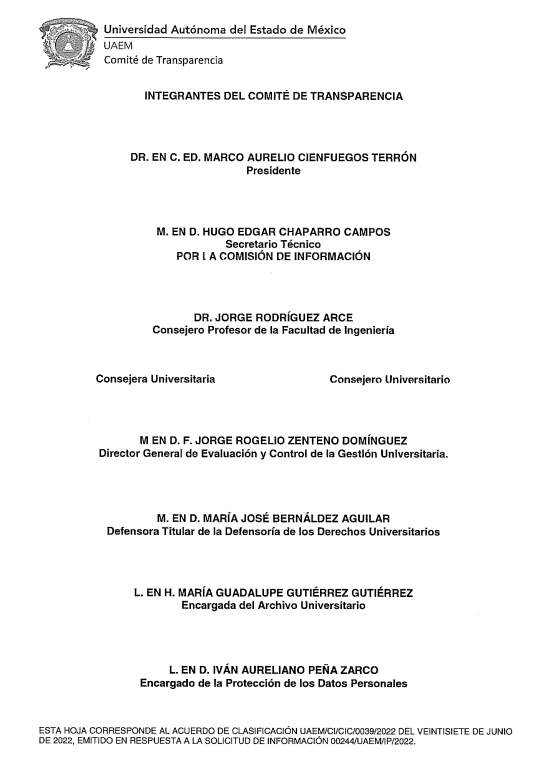 Universidad Autónoma del Estado de México
UAEM
Comité de Transparencia
INTEGRANTES DEL COMITÉ DE TRANSPARENCIA
DR. EN C. ED. MARCO AURELIO CIENFUEGOS TERRÓN
Presidente
M. EN D. HUGO EDGAR CHAPARRO CAMPOS
Secretario Técnico
POR LA COMISIÓN DE INFORMACIÓN
DR. JORGE RODRÍGUEZ ARCE
Consejero Profesor de la Facultad de Ingeniería
Consejera Universitaria Consejero Universitario
M EN D. F. JORGE ROGELIO ZENTENO DOMÍNGUEZ
Director General de Evaluación y Control de la Gestión Universitaria.
M. EN D. MARÍA JOSÉ BERNÁLDEZ AGUILAR
Defensora Titular de la Defensoría de los Derechos Universitarios
L. EN H. MARÍA GUADALUPE GUTIÉRREZ GUTIÉRREZ
Encargada del Archivo Universitario
L. EN D. IVÁN AURELIANO PEÑA ZARCO
Encargado de la Protección de los Datos Personales
ESTA HOJA CORRESPONDE AL ACUERDO DE CLASIFICACIÓN UAEM/CI/CIC/0039/2022 DEL VEINTISIETE DE JUNIO
DE 2022, EMITIDO EN RESPUESTA A LA SOLICITUD DE INFORMACIÓN 00244/UAEM/IP/2022.